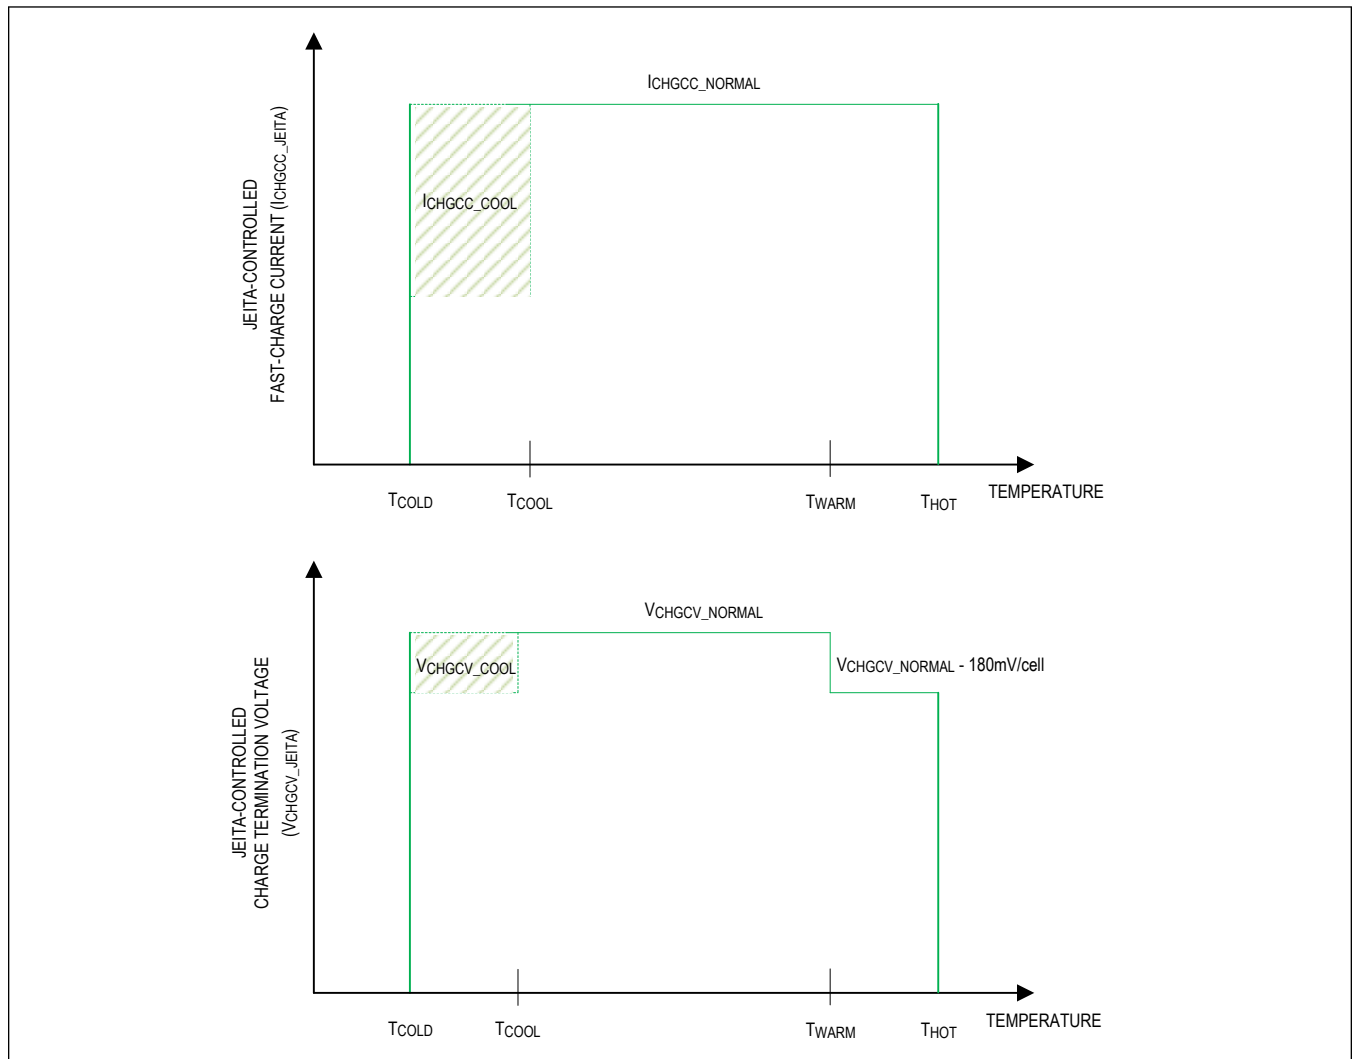 ICHGCC_NORMAL
JEITA-CONTROLLED
FAST-CHARGE CURRENT (ICHGCC_JEITA)
ICHGCC_COOL
TCOLD
TCOOL
TWARM
THOT
TEMPERATURE
VCHGCV_NORMAL
VCHGCV_COOL
VCHGCV_NORMAL - 180mV/cell
JEITA-CONTROLLED
CHARGE TERMINATION VOLTAGE
(VCHGCV_JEITA)
TCOLD
TCOOL
TWARM
THOT
TEMPERATURE